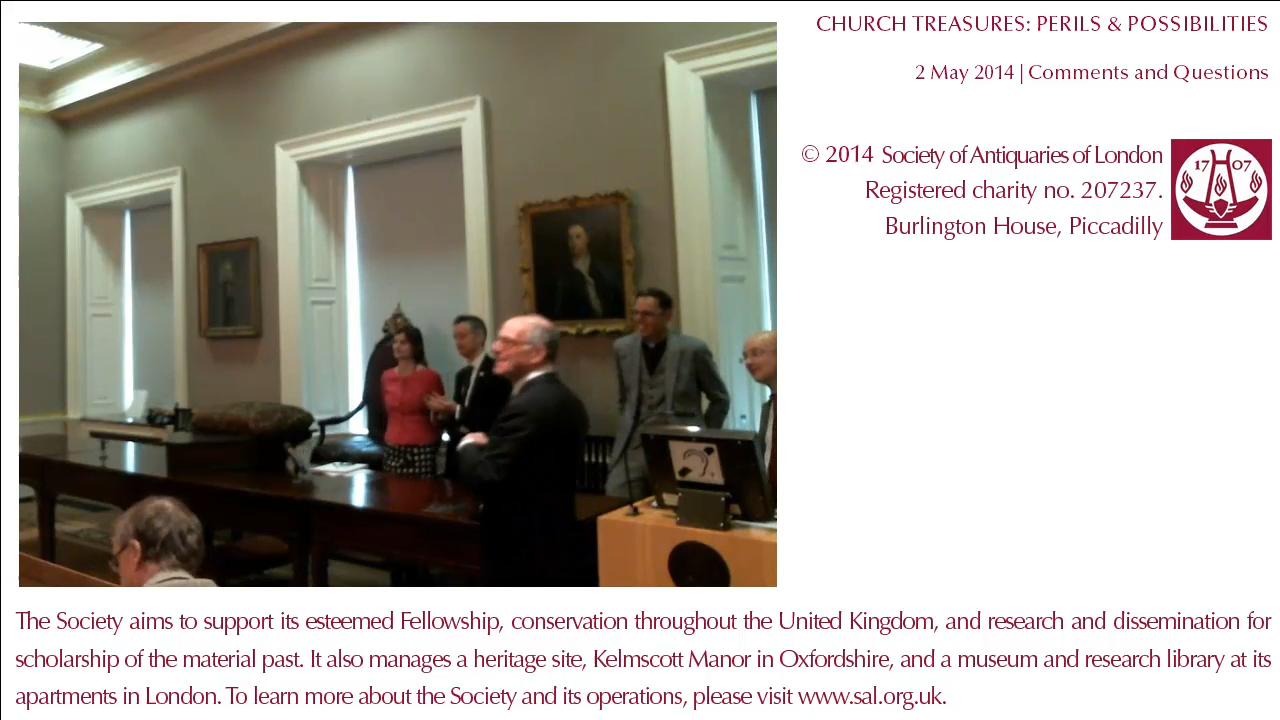 CHURCH TREASURES: PERILS & POSSIBILITIES
2 May 2014 | Comments and Questions
© 2014 Society of Antiquaries of London
Registered charity no. 207237.
Burlington House, Piccadilly
17 07
The Society aims to support its esteemed Fellowship, conservation throughout the United Kingdom, and research and dissemination for
scholarship of the material past. It also manages a heritage site, Kelmscott Manor in Oxfordshire, and a museum and research library at its
apartments in London. To learn more about the Society and its operations, please visit www.sal.org.uk.